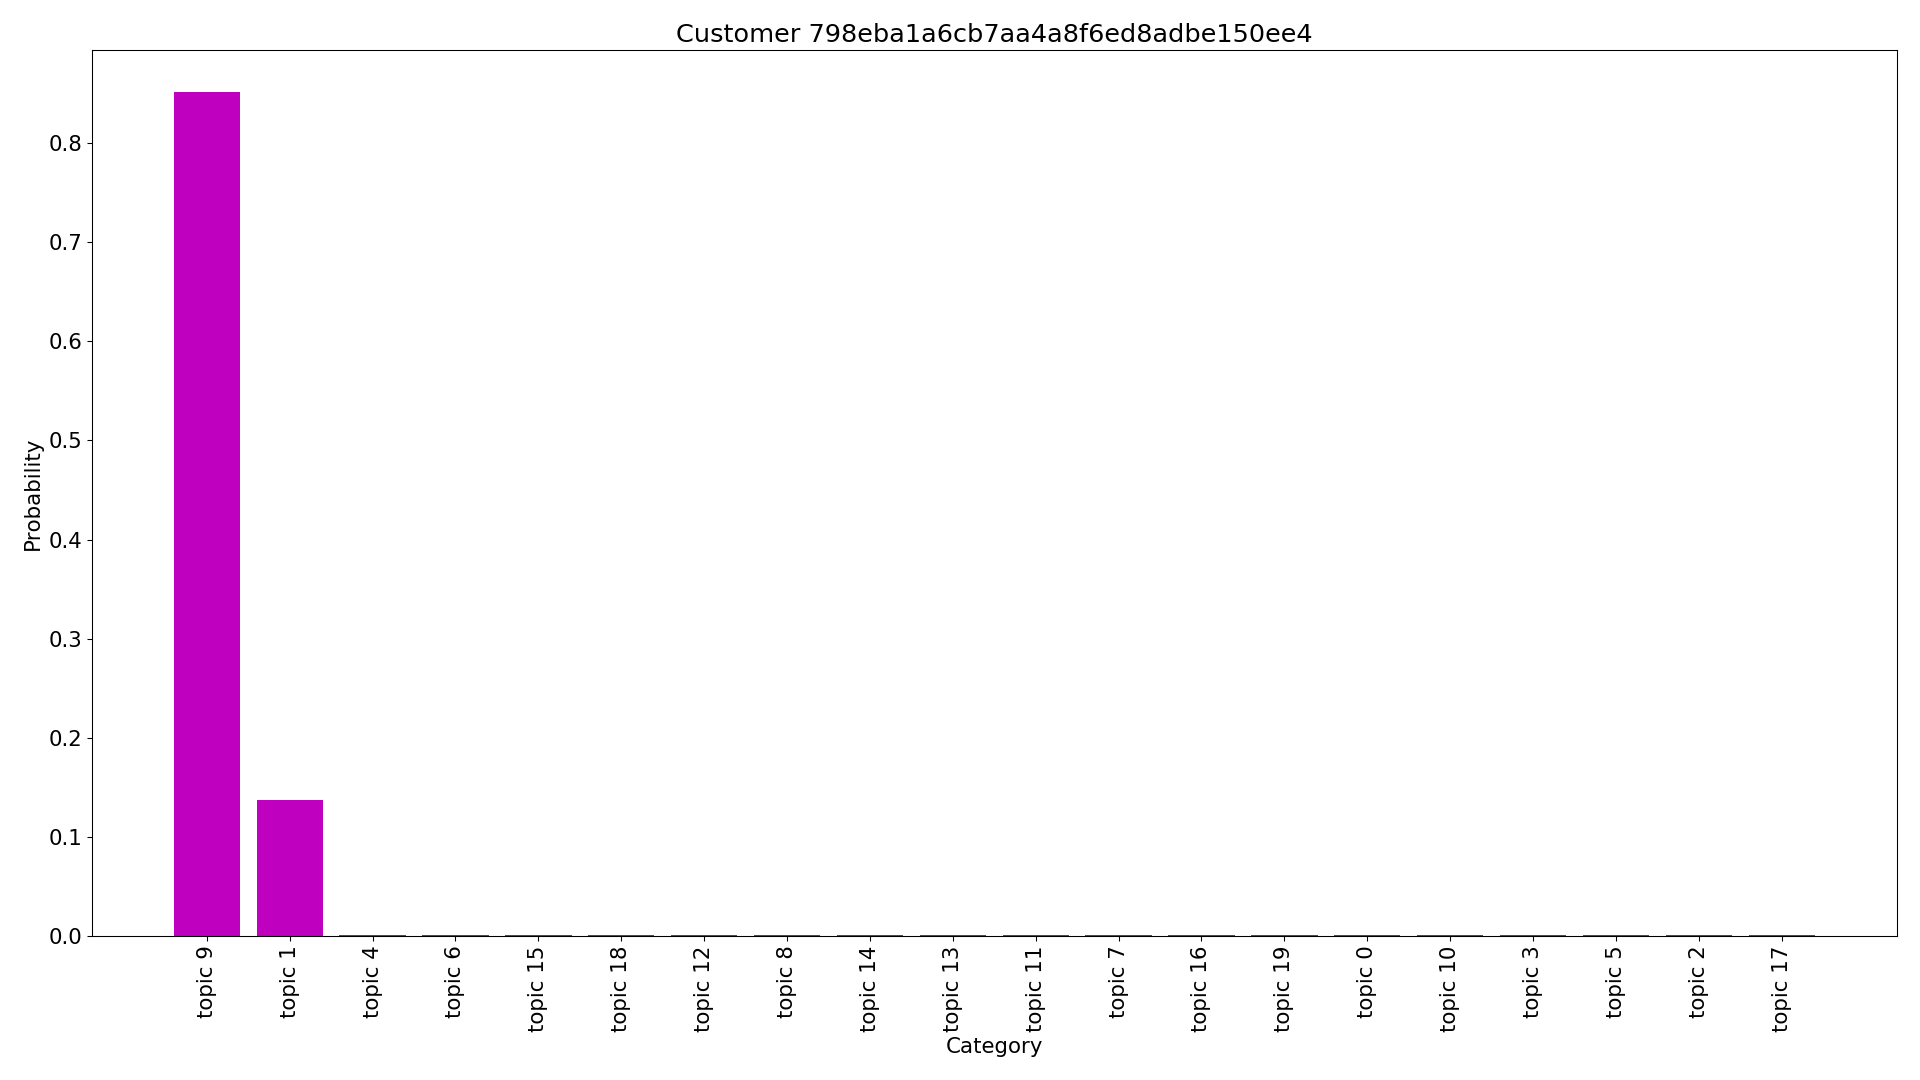 Customer 798eba1a6cb7aa4a8f6ed8adbe150ee4
Probability
0.8
0.7
0.6
0.5
0.4
0.3
0.2
0.1
0.0
topic 9
topic 1
topic 4
topic 6
topic 15
topic 18
topic 12
topic 8
topic 14
topic 13
topic 11
topic 7
topic 16
topic 19
topic 0
topic 10
topic 3
topic 5
topic 2
topic 17
Category